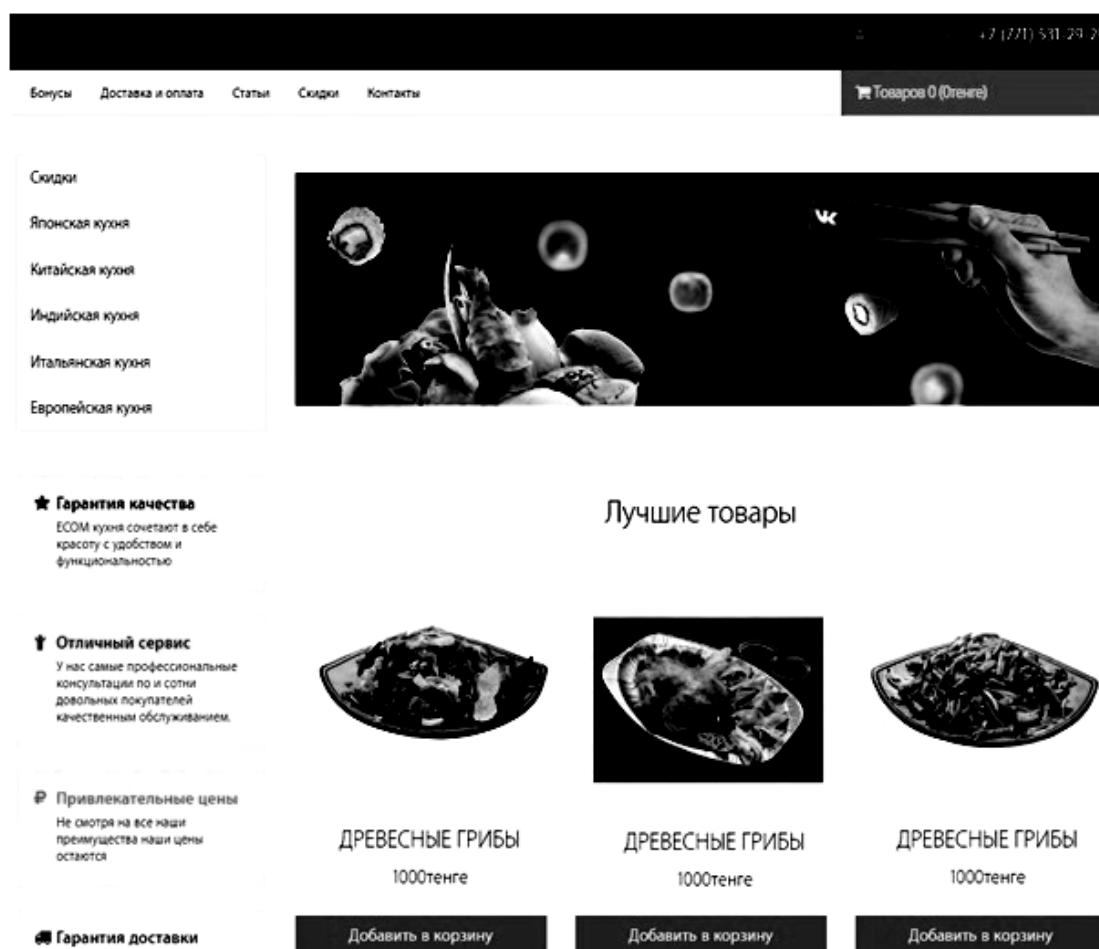 +7 (771) 531-29-2
Бонусы Доставка и оплата Статьи Скидки Контакты
Товаров 0 (0тенге)
Скидки
Японская кухня
Китайская кухня
Индийская кухня
Итальянская кухня
Европейская кухня
Гарантия качества
ECOM кухня сочетают в себе
красоту с удобством и
функциональностью
Отличный сервис
У нас самые профессиональные
консультации по и сотни
довольных покупателей
качественным обслуживанием.
₽ Привлекательные цены
Не смотря на все наши
преимущества наши цены
остаются
Гарантия доставки
Лучшие товары
ДРЕВЕСНЫЕ ГРИБЫ
1000тенге
Добавить в корзину
ДРЕВЕСНЫЕ ГРИБЫ
1000тенге
Добавить в корзину
ДРЕВЕСНЫЕ ГРИБЫ
1000тенге
Добавить в корзину